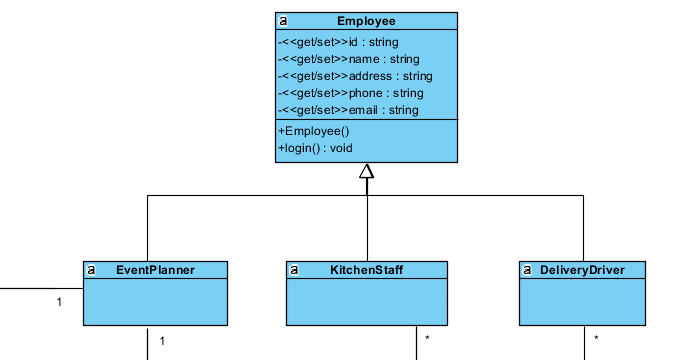 a Employee
-<<get/set>>id : string
-<<get/set>>name : string
-<<get/set>>address : string
-<<get/set>>phone : string
-<<get/set>>email : string
+Employee()
+login() : void
a EventPlanner
a KitchenStaff
a DeliveryDriver
1
1
*
*